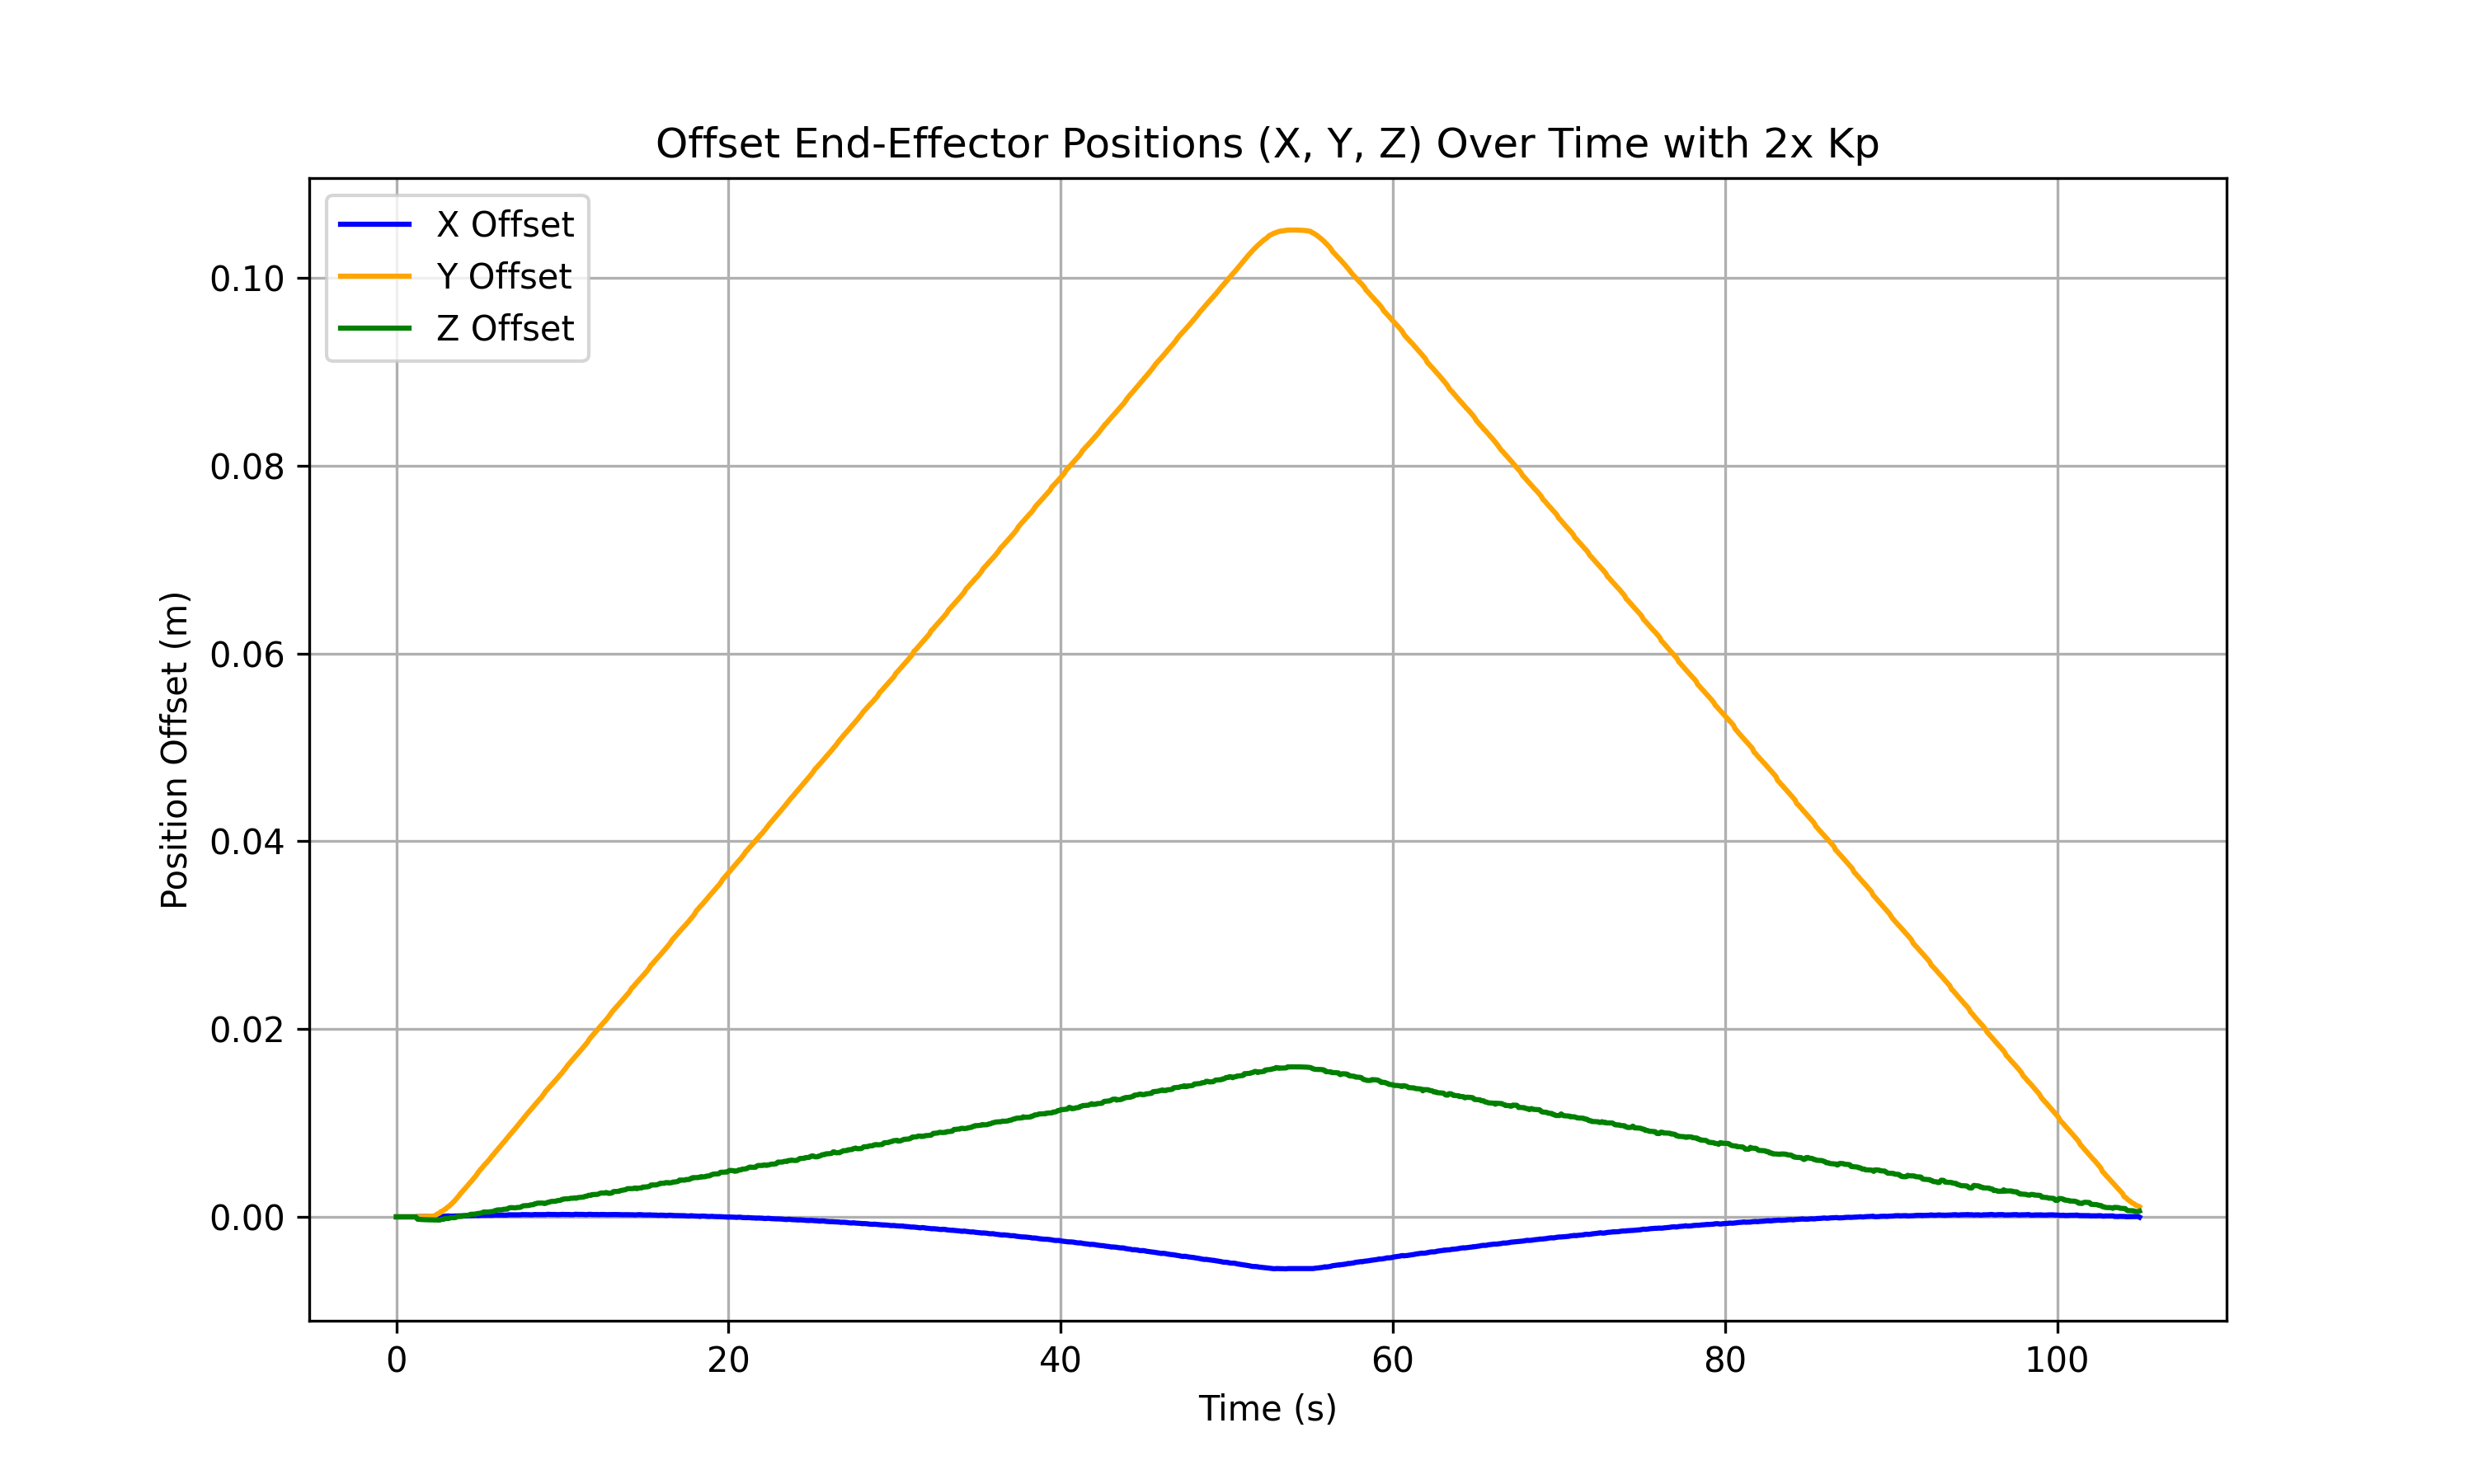 Offset End-Effector Positions (X, Y, Z) Over Time with 2x Kp
X Offset
Y Offset
Z Offset
Position Offset (m)
0.10
0.08
0.06
0.04
0.02
0.00
0 20 40 60 80 100
Time (s)